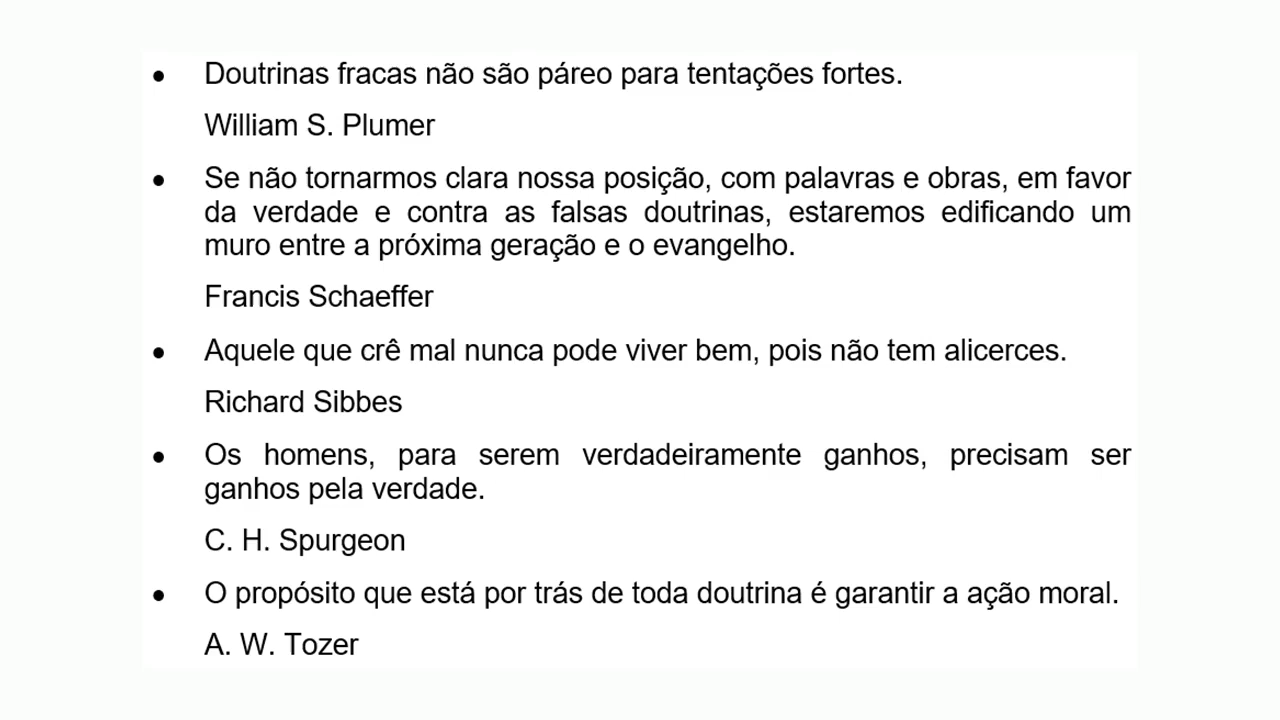 • Doutrinas fracas não são páreo para tentações fortes.
William S. Plumer
• Se não tornarmos clara nossa posição, com palavras e obras, em favor
da verdade e contra as falsas doutrinas, estaremos edificando um
muro entre a próxima geração e o evangelho.
Francis Schaeffer
• Aquele que crê mal nunca pode viver bem, pois não tem alicerces.
Richard Sibbes
• Os homens, para serem verdadeiramente ganhos, precisam ser
ganhos pela verdade.
C. H. Spurgeon
• O propósito que está por trás de toda doutrina é garantir a ação moral.
A. W. Tozer